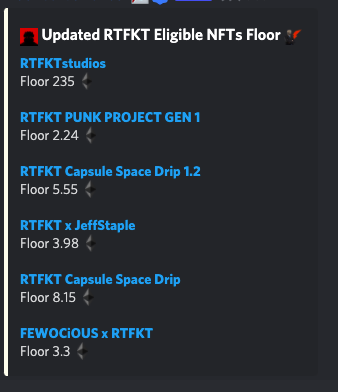 Updated RTFKT Eligible NFTs Floor
RTFKTstudios
Floor 235
RTFKT PUNK PROJECT GEN 1
Floor 2.24
RTFKT Capsule Space Drip 1.2
Floor 5.55
RTFKT x JeffStaple
Floor 3.98
RTFKT Capsule Space Drip
Floor 8.15
FEWOCiOUS x RTFKT
Floor 3.3